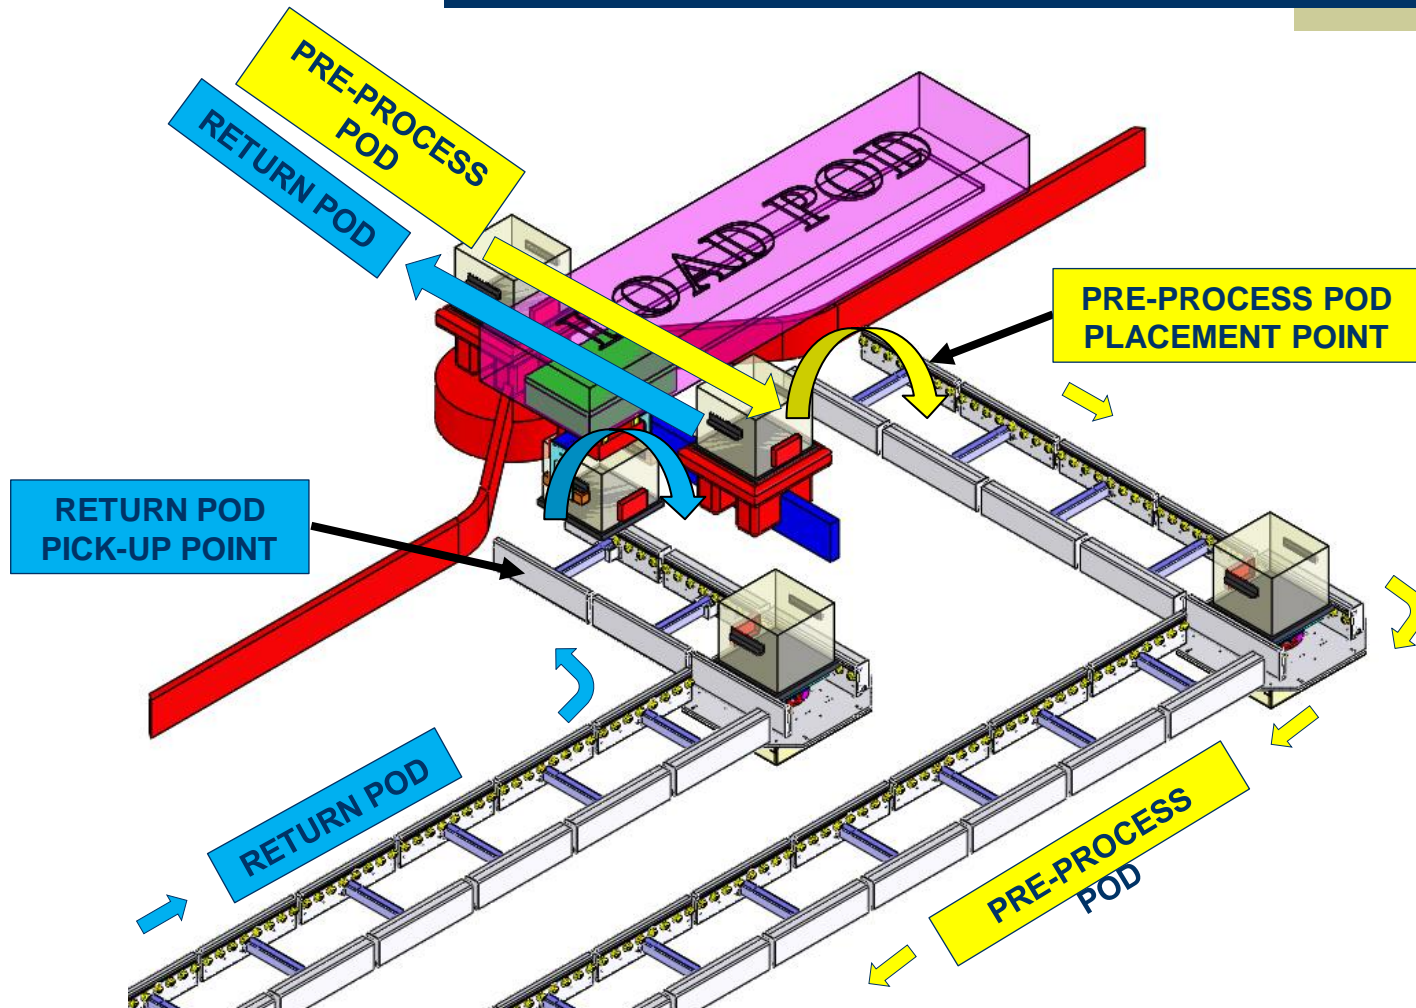 PRE-PROCESS
POD
RETURN POD
LOAD POD
PRE-PROCESS POD
PLACEMENT POINT
RETURN POD
PICK-UP POINT
RETURN POD
PRE-PROCESS
POD